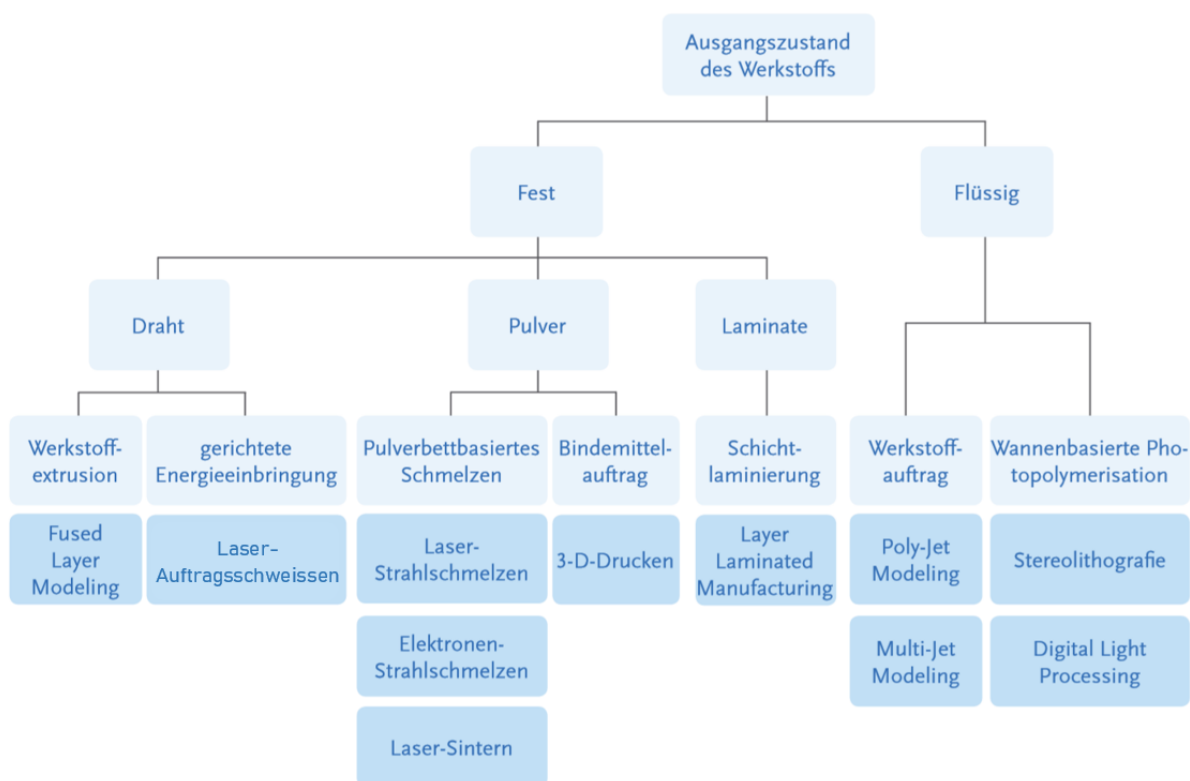 Ausgangszustand
des Werkstoffs
Fest
Flüssig
Draht
Pulver
Laminate
Werkstoff-
extrusion
gerichtete
Energieeinbringung
Pulverbettbasiertes
Schmelzen
Bindemittel-
auftrag
Schicht-
laminierung
Werkstoff-
auftrag
Wannenbasierte Pho-
topolymerisation
Fused
Layer
Modeling
Laser-
Auftragsschweissen
Laser-
Strahlschmelzen
3-D-Drucken
Layer
Laminated
Manufacturing
Poly-Jet
Modeling
Stereolithografie
Elektronen-
Strahlschmelzen
Multi-Jet
Modeling
Digital Light
Processing
Laser-Sintern